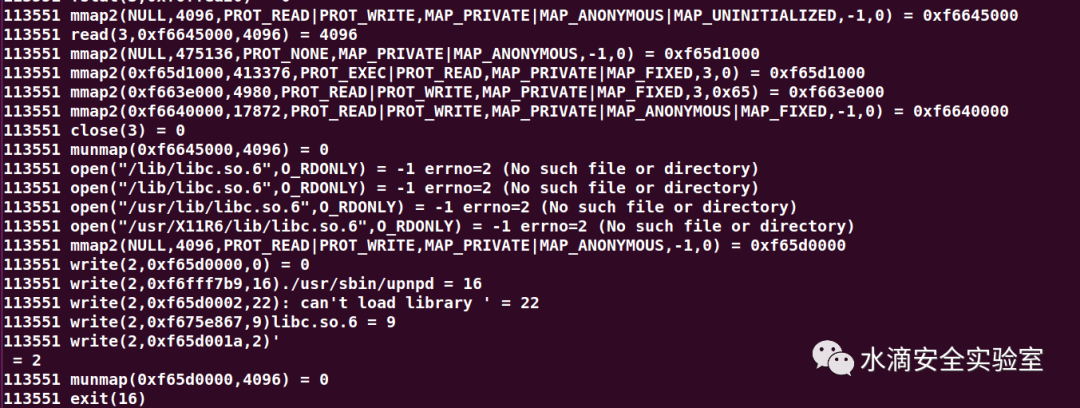 113551 mmap2(NULL,4096,PROT_READ|PROT_WRITE,MAP_PRIVATE|MAP_ANONYMOUS|MAP_UNINITIALIZED,-1,0) = 0xf6645000
113551 read(3,0xf6645000,4096) = 4096
113551 mmap2(NULL,475136,PROT_NONE,MAP_PRIVATE|MAP_ANONYMOUS,-1,0) = 0xf65d1000
113551 mmap2(0xf65d1000,413376,PROT_EXEC|PROT_READ,MAP_PRIVATE|MAP_FIXED,3,0) = 0xf65d1000
113551 mmap2(0xf663e000,4980,PROT_READ|PROT_WRITE,MAP_PRIVATE|MAP_FIXED,3,0x65) = 0xf663e000
113551 mmap2(0xf6640000,17872,PROT_READ|PROT_WRITE,MAP_PRIVATE|MAP_ANONYMOUS|MAP_FIXED,-1,0) = 0xf6640000
113551 close(3) = 0
113551 munmap(0xf6645000,4096) = 0
113551 open("/lib/libc.so.6",O_RDONLY) = -1 errno=2 (No such file or directory)
113551 open("/lib/libc.so.6",O_RDONLY) = -1 errno=2 (No such file or directory)
113551 open("/usr/lib/libc.so.6",O_RDONLY) = -1 errno=2 (No such file or directory)
113551 open("/usr/X11R6/lib/libc.so.6",O_RDONLY) = -1 errno=2 (No such file or directory)
113551 mmap2(NULL,4096,PROT_READ|PROT_WRITE,MAP_PRIVATE|MAP_ANONYMOUS,-1,0) = 0xf65d0000
113551 write(2,0xf65d0000,0) = 0
113551 write(2,0xf6fff7b9,16)./usr/sbin/upnpd = 16
113551 write(2,0xf65d0002,22): can't load library ' = 22
113551 write(2,0xf675e867,9)libc.so.6 = 9
113551 write(2,0xf65d001a,2)'
 = 2
113551 munmap(0xf65d0000,4096) = 0
113551 exit(16)
水滴安全实验室